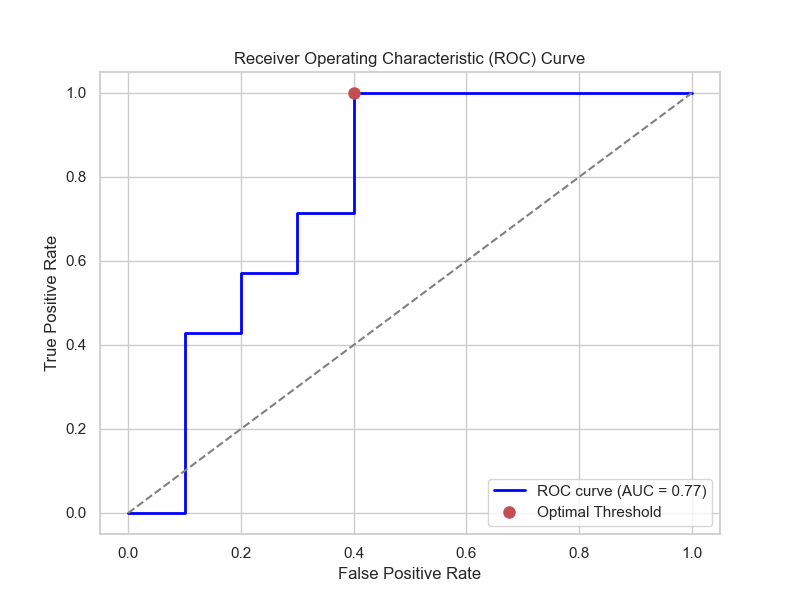 Receiver Operating Characteristic (ROC) Curve
1.0
0.8
0.6
0.4
0.2
0.0
True Positive Rate
0.0 0.2 0.4 0.6 0.8 1.0
False Positive Rate
ROC curve (AUC = 0.77)
Optimal Threshold